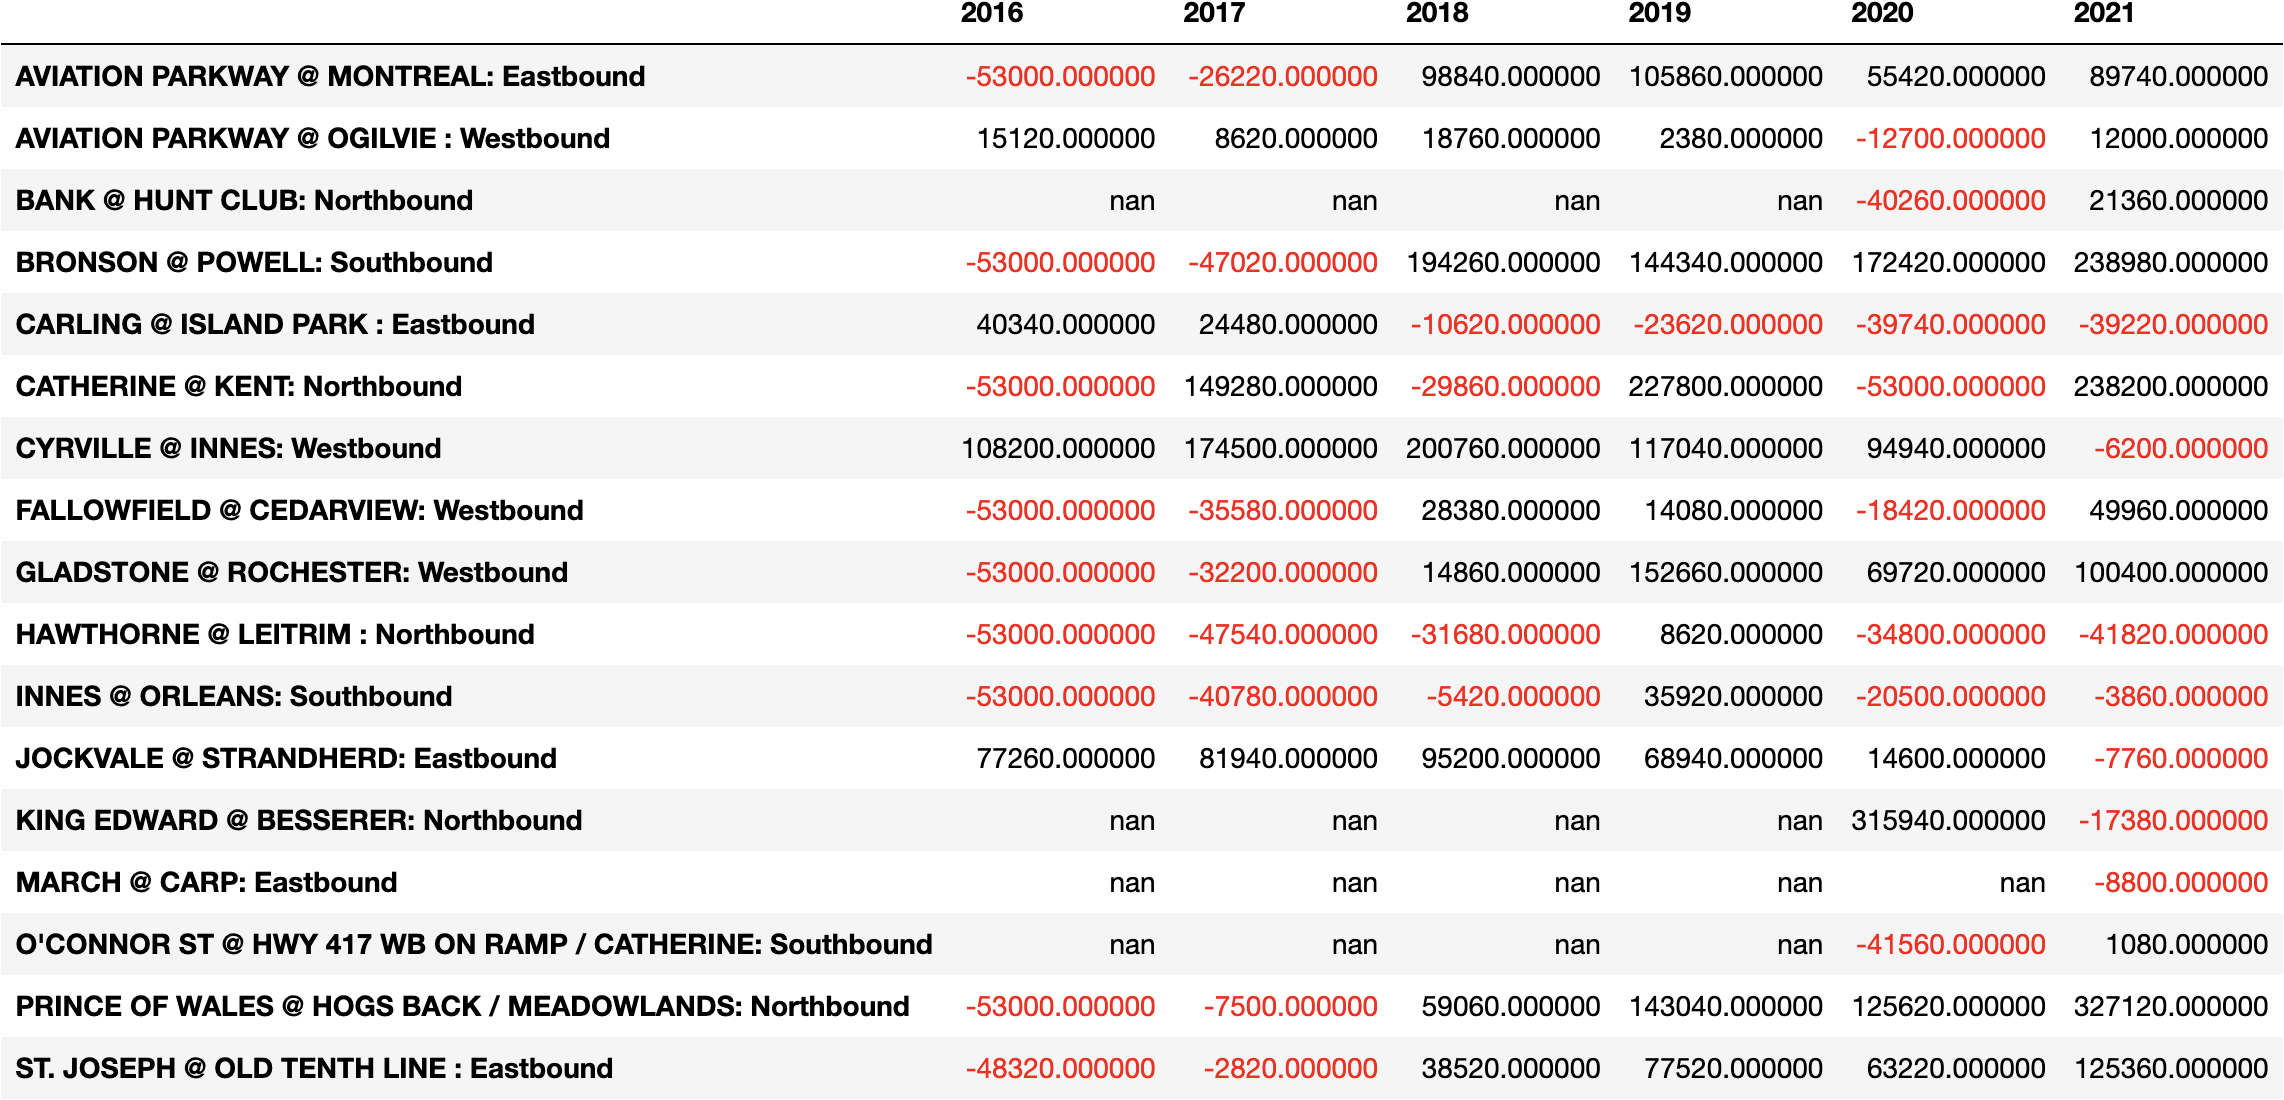 2016 2017 2018 2019 2020 2021
AVIATION PARKWAY @ MONTREAL: Eastbound -53000.000000 -26220.000000 98840.000000 105860.000000 55420.000000 89740.000000
AVIATION PARKWAY @ OGILVIE : Westbound 15120.000000 8620.000000 18760.000000 2380.000000 -12700.000000 12000.000000
BANK @ HUNT CLUB: Northbound nan nan nan nan -40260.000000 21360.000000
BRONSON @ POWELL: Southbound -53000.000000 -47020.000000 194260.000000 144340.000000 172420.000000 238980.000000
CARLING @ ISLAND PARK : Eastbound 40340.000000 24480.000000 -10620.000000 -23620.000000 -39740.000000 -39220.000000
CATHERINE @ KENT: Northbound -53000.000000 149280.000000 -29860.000000 227800.000000 -53000.000000 238200.000000
CYRVILLE @ INNES: Westbound 108200.000000 174500.000000 200760.000000 117040.000000 94940.000000 -6200.000000
FALLOWFIELD @ CEDARVIEW: Westbound -53000.000000 -35580.000000 28380.000000 14080.000000 -18420.000000 49960.000000
GLADSTONE @ ROCHESTER: Westbound -53000.000000 -32200.000000 14860.000000 152660.000000 69720.000000 100400.000000
HAWTHORNE @ LEITRIM : Northbound -53000.000000 -47540.000000 -31680.000000 8620.000000 -34800.000000 -41820.000000
INNES @ ORLEANS: Southbound -53000.000000 -40780.000000 -5420.000000 35920.000000 -20500.000000 -3860.000000
JOCKVALE @ STRANDHERD: Eastbound 77260.000000 81940.000000 95200.000000 68940.000000 14600.000000 -7760.000000
KING EDWARD @ BESSERER: Northbound nan nan nan nan 315940.000000 -17380.000000
MARCH @ CARP: Eastbound nan nan nan nan nan -8800.000000
O'CONNOR ST @ HWY 417 WB ON RAMP / CATHERINE: Southbound nan nan nan nan -41560.000000 1080.000000
PRINCE OF WALES @ HOGS BACK / MEADOWLANDS: Northbound -53000.000000 -7500.000000 59060.000000 143040.000000 125620.000000 327120.000000
ST. JOSEPH @ OLD TENTH LINE : Eastbound -48320.000000 -2820.000000 38520.000000 77520.000000 63220.000000 125360.000000